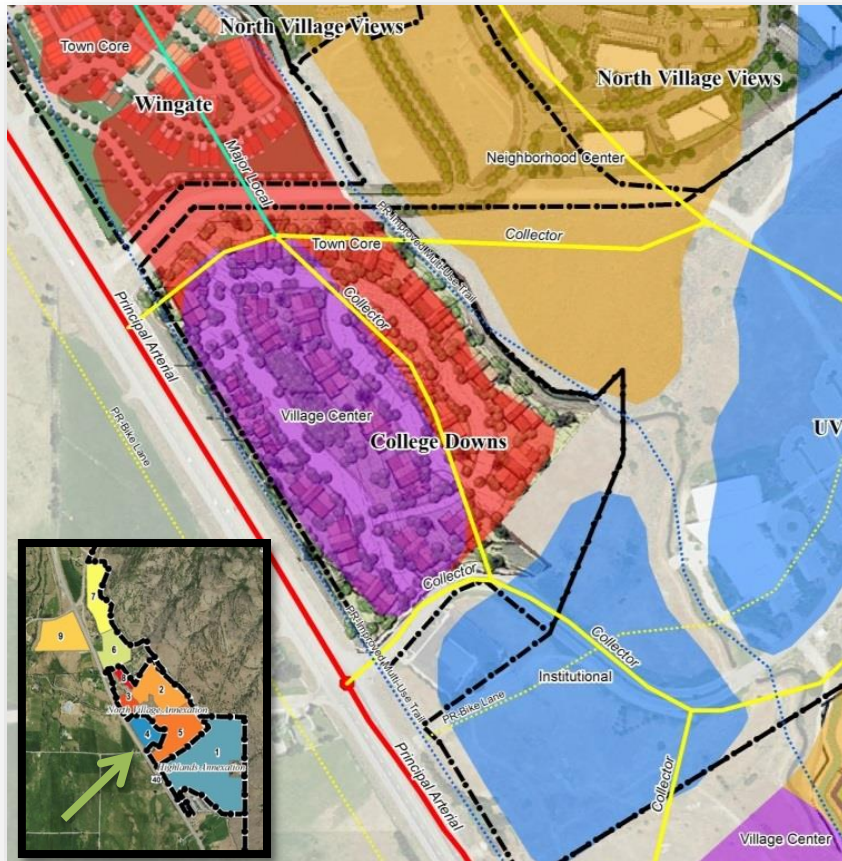 North Village Views
Town Core
Wingate
North Village Views
Major Local
Neighborhood Center
PR-Improved Multi-Use Trail
Town Core
Collector
Principal Arterial
Collector
PR-Bike Lane
Village Center
College Downs
UV
Collector
PR-Improved Multi-Use Trail
Collector
Institutional
PR-Bike Lane
Principal Arterial
Collector
Village Center
7
9
6
8
3
2
North Village Annexation
4
5
1
Highlands Annexation
40